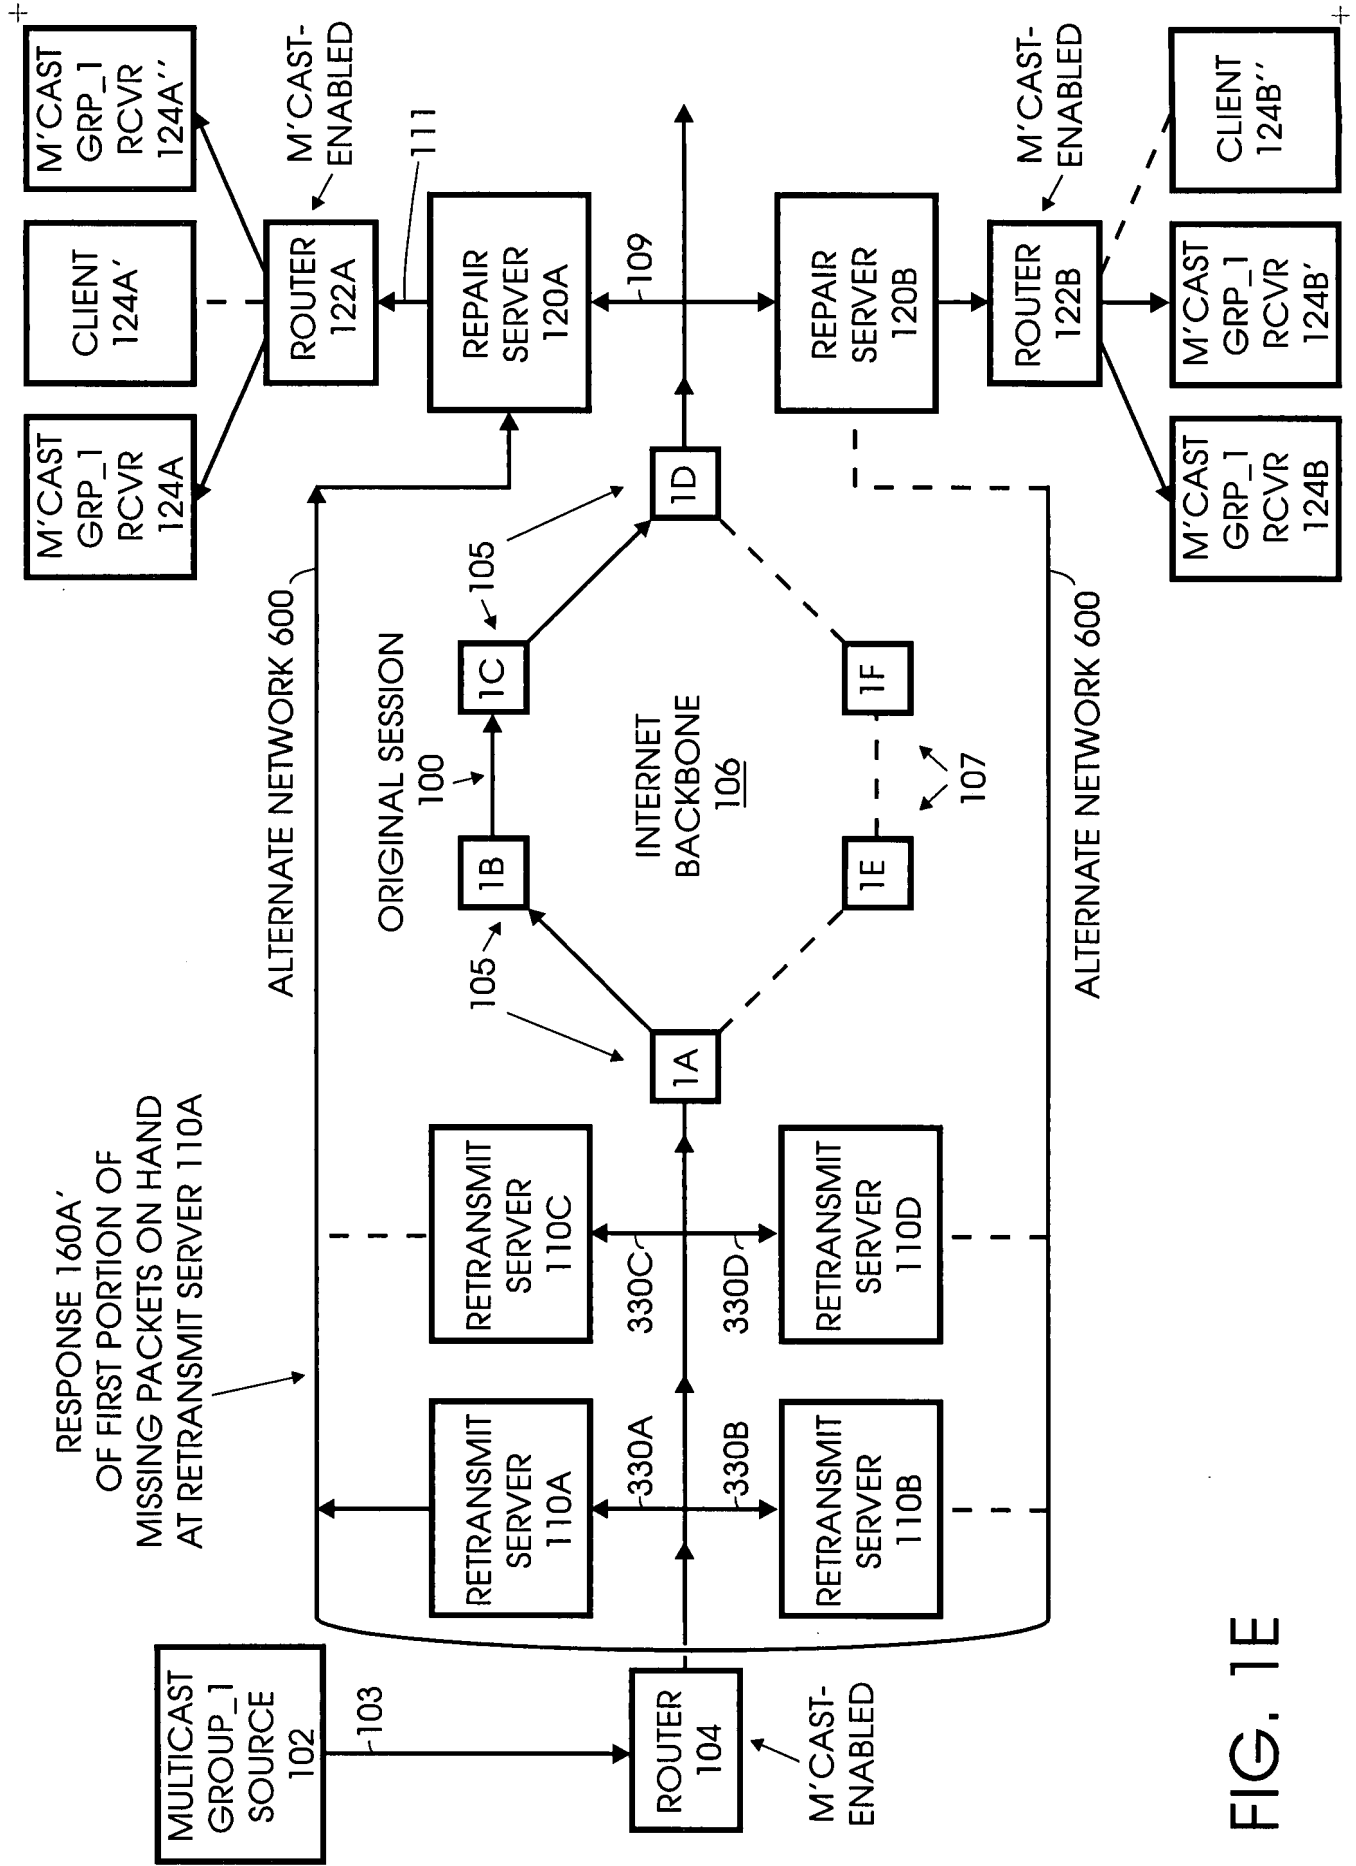 MULTICAST
GROUP_1
SOURCE
102
103
ROUTER
104
M'CAST-
ENABLED
RESPONSE 160A'
OF FIRST PORTION OF
MISSING PACKETS ON HAND
AT RETRANSMIT SERVER 110A
RETRANSMIT
SERVER
110A
330A
330B
RETRANSMIT
SERVER
110B
RETRANSMIT
SERVER
110C
330C
330D
RETRANSMIT
SERVER
110D
ALTERNATE NETWORK 600
ORIGINAL SESSION
100
105
105
1A
1B
1C
1D
1E
1F
INTERNET
BACKBONE
106
107
ALTERNATE NETWORK 600
M'CAST
GRP_1
RCVR
124A
CLIENT
124A'
M'CAST
GRP_1
RCVR
124A''
ROUTER
122A
M'CAST-
ENABLED
111
REPAIR
SERVER
120A
109
REPAIR
SERVER
120B
ROUTER
122B
M'CAST-
ENABLED
M'CAST
GRP_1
RCVR
124B
M'CAST
GRP_1
RCVR
124B'
CLIENT
124B''
FIG. 1E